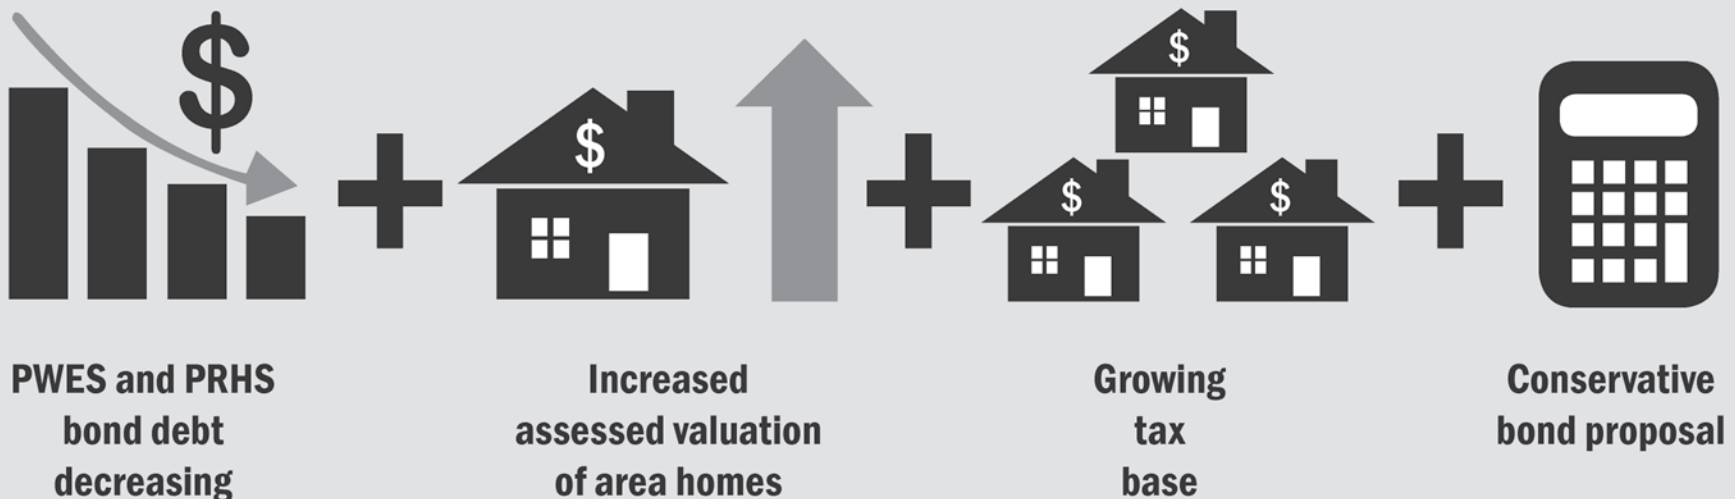 $
$
$
$
$
PWES and PRHS
bond debt
decreasing
Increased
assessed valuation
of area homes
Growing
tax
base
Conservative
bond proposal